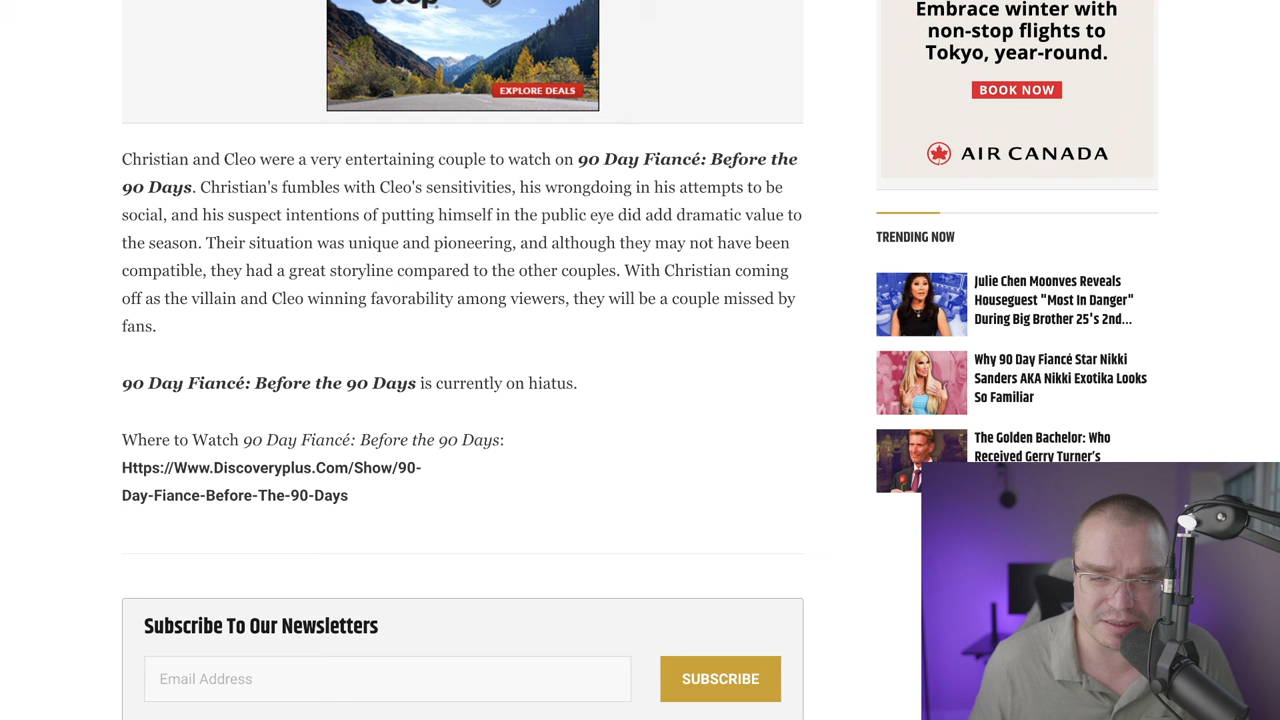 EXPLORE DEALS
Christian and Cleo were a very entertaining couple to watch on 90 Day Fiancé: Before the
90 Days. Christian's fumbles with Cleo's sensitivities, his wrongdoing in his attempts to be
social, and his suspect intentions of putting himself in the public eye did add dramatic value to
the season. Their situation was unique and pioneering, and although they may not have been
compatible, they had a great storyline compared to the other couples. With Christian coming
off as the villain and Cleo winning favorability among viewers, they will be a couple missed by
fans.
90 Day Fiancé: Before the 90 Days is currently on hiatus.
Where to Watch 90 Day Fiancé: Before the 90 Days:
Https://Www.Discoveryplus.Com/Show/90-
Day-Fiance-Before-The-90-Days
Subscribe To Our Newsletters
Email Address
SUBSCRIBE
Embrace winter with
non-stop flights to
Tokyo, year-round.
BOOK NOW
AIR CANADA
TRENDING NOW
Julie Chen Moonves Reveals
Houseguest "Most In Danger"
During Big Brother 25's 2nd...
Why 90 Day Fiancé Star Nikki
Sanders AKA Nikki Exotika Looks
So Familiar
The Golden Bachelor: Who
Received Gerry Turner’s